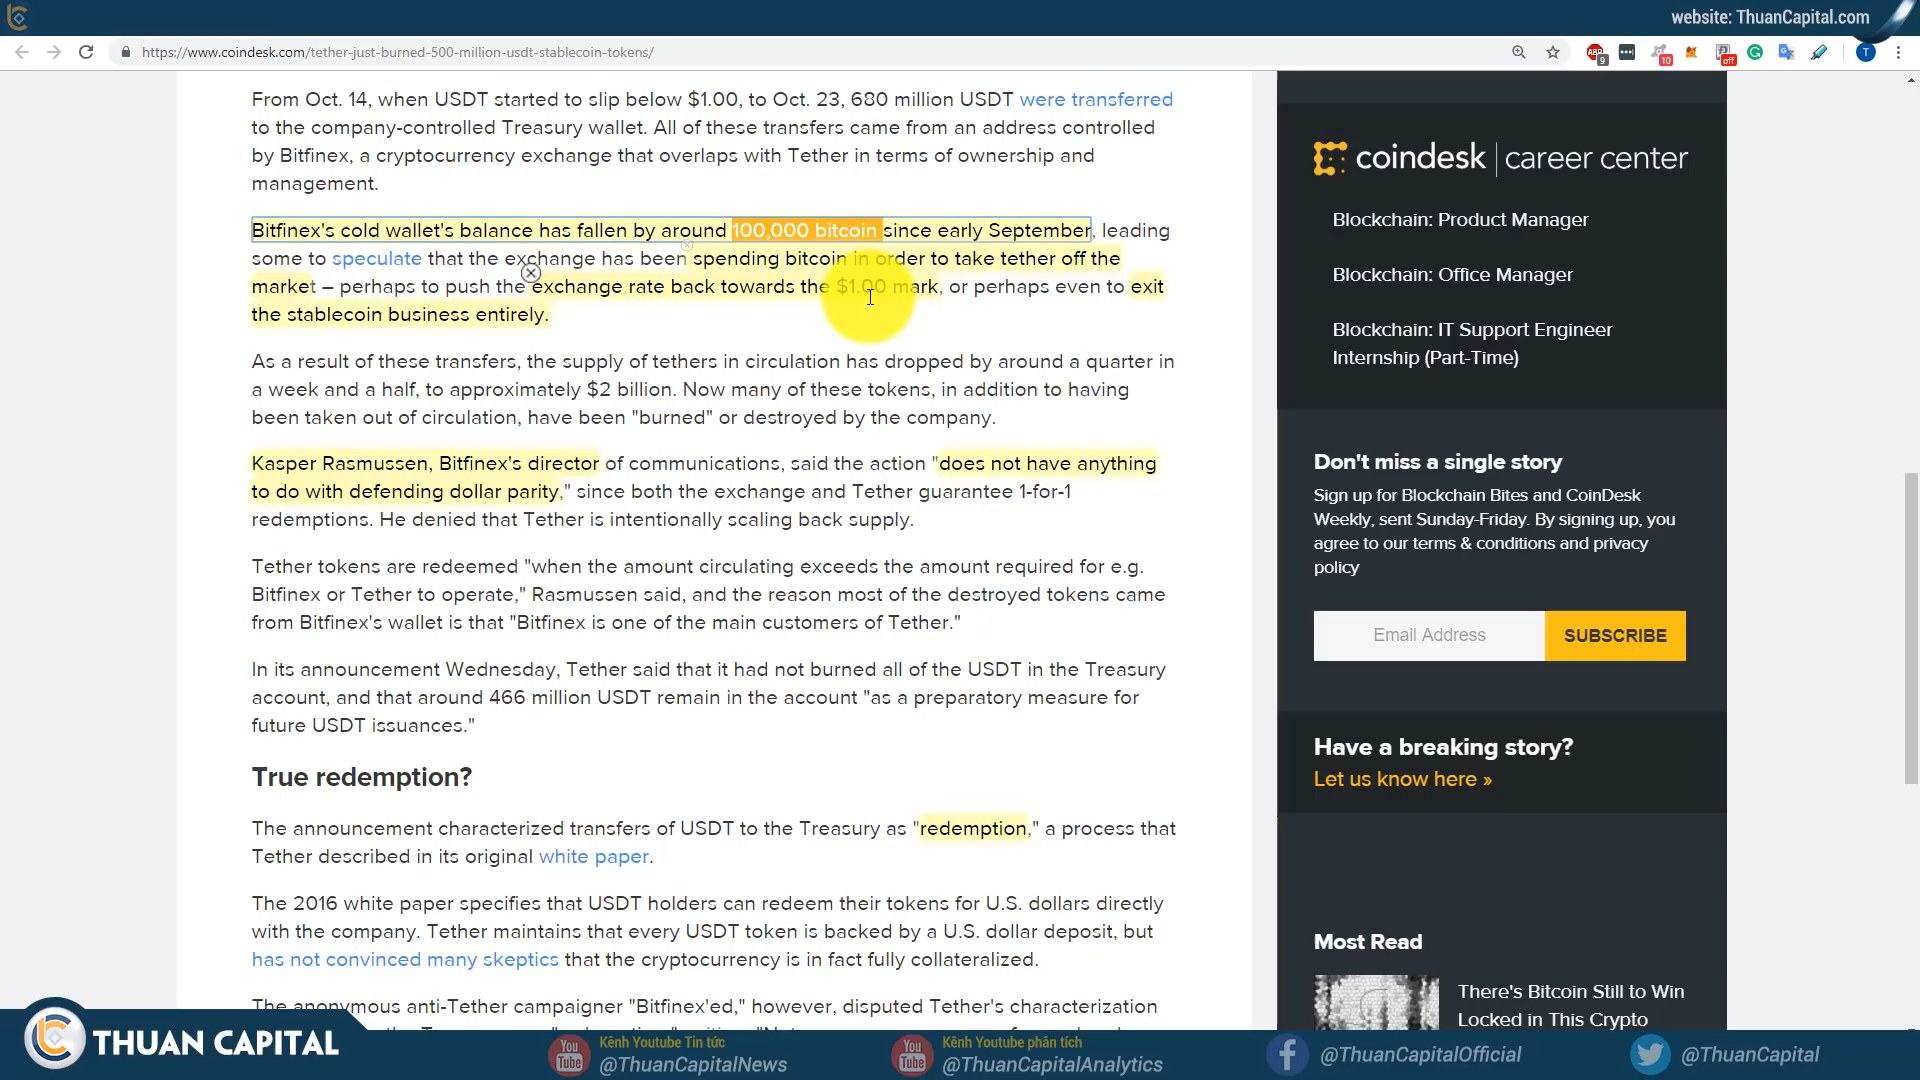 website: ThuanCapital.com
https://www.coindesk.com/tether-just-burned-500-million-usdt-stablecoin-tokens/
ABP
9
10
off
T
From Oct. 14, when USDT started to slip below $1.00, to Oct. 23, 680 million USDT were transferred
to the company-controlled Treasury wallet. All of these transfers came from an address controlled
by Bitfinex, a cryptocurrency exchange that overlaps with Tether in terms of ownership and
management.
Bitfinex's cold wallet's balance has fallen by around 100,000 bitcoin since early September, leading
some to speculate that the exchange has been spending bitcoin in order to take tether off the
market – perhaps to push the exchange rate back towards the $1.00 mark, or perhaps even to exit
the stablecoin business entirely.
As a result of these transfers, the supply of tethers in circulation has dropped by around a quarter in
a week and a half, to approximately $2 billion. Now many of these tokens, in addition to having
been taken out of circulation, have been "burned" or destroyed by the company.
Kasper Rasmussen, Bitfinex's director of communications, said the action "does not have anything
to do with defending dollar parity," since both the exchange and Tether guarantee 1-for-1
redemptions. He denied that Tether is intentionally scaling back supply.
Tether tokens are redeemed "when the amount circulating exceeds the amount required for e.g.
Bitfinex or Tether to operate," Rasmussen said, and the reason most of the destroyed tokens came
from Bitfinex's wallet is that "Bitfinex is one of the main customers of Tether."
In its announcement Wednesday, Tether said that it had not burned all of the USDT in the Treasury
account, and that around 466 million USDT remain in the account "as a preparatory measure for
future USDT issuances."
True redemption?
The announcement characterized transfers of USDT to the Treasury as "redemption," a process that
Tether described in its original white paper.
The 2016 white paper specifies that USDT holders can redeem their tokens for U.S. dollars directly
with the company. Tether maintains that every USDT token is backed by a U.S. dollar deposit, but
has not convinced many skeptics that the cryptocurrency is in fact fully collateralized.
The anonymous anti-Tether campaigner "Bitfinex'ed," however, disputed Tether's characterization
coindesk | career center
Blockchain: Product Manager
Blockchain: Office Manager
Blockchain: IT Support Engineer
Internship (Part-Time)
Don't miss a single story
Sign up for Blockchain Bites and CoinDesk
Weekly, sent Sunday-Friday. By signing up, you
agree to our terms & conditions and privacy
policy
Email Address
SUBSCRIBE
Have a breaking story?
Let us know here »
Most Read
There's Bitcoin Still to Win
Locked in This Crypto
THUAN CAPITAL
You Tube
Kênh Youtube Tin tức
@ThuanCapitalNews
You Tube
Kênh Youtube phân tích
@ThuanCapitalAnalytics
@ThuanCapitalOfficial
@ThuanCapital